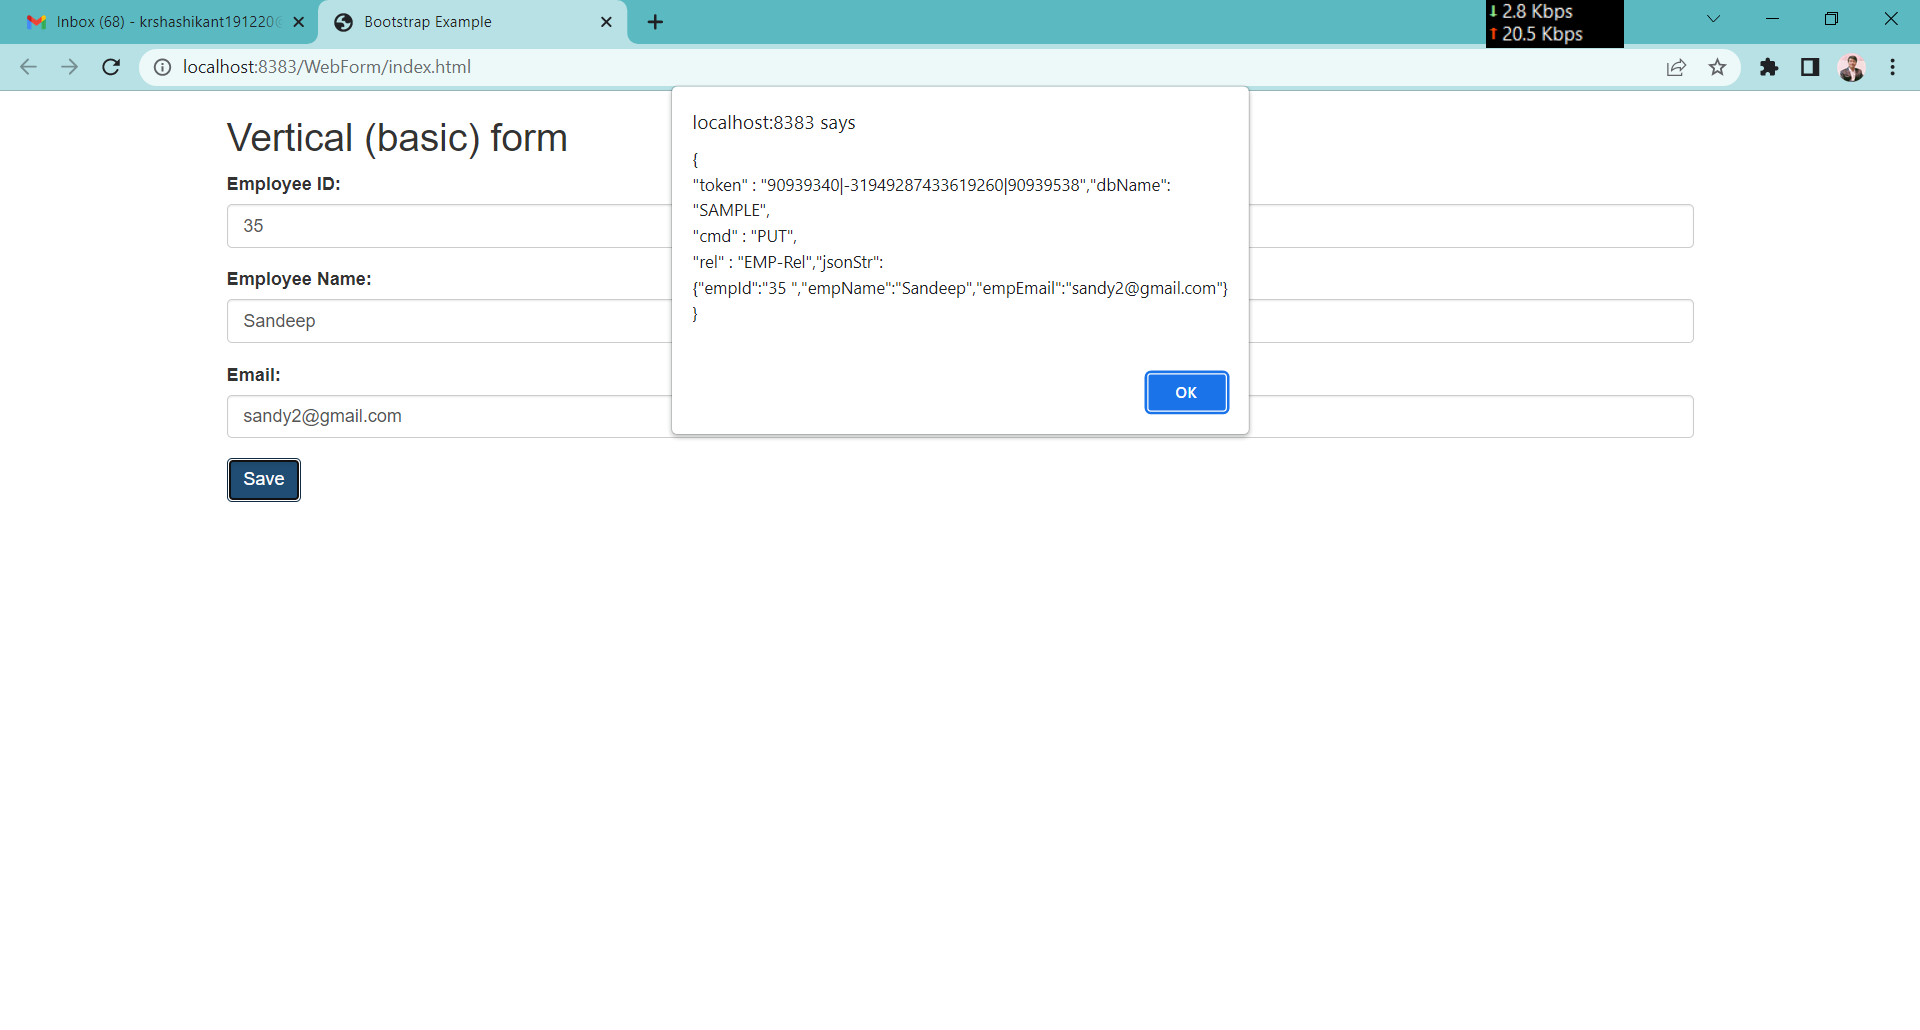 Inbox (68) - krshashikant191220
Bootstrap Example
2.8 Kbps
20.5 Kbps
localhost:8383/WebForm/index.html
localhost:8383 says
{
"token" : "90939340|-31949287433619260|90939538","dbName":
"SAMPLE",
"cmd" : "PUT",
"rel" : "EMP-Rel","jsonStr":
{"empId":"35 ","empName":"Sandeep","empEmail":"sandy2@gmail.com"}
}
OK
Vertical (basic) form
Employee ID:
35
Employee Name:
Sandeep
Email:
sandy2@gmail.com
Save